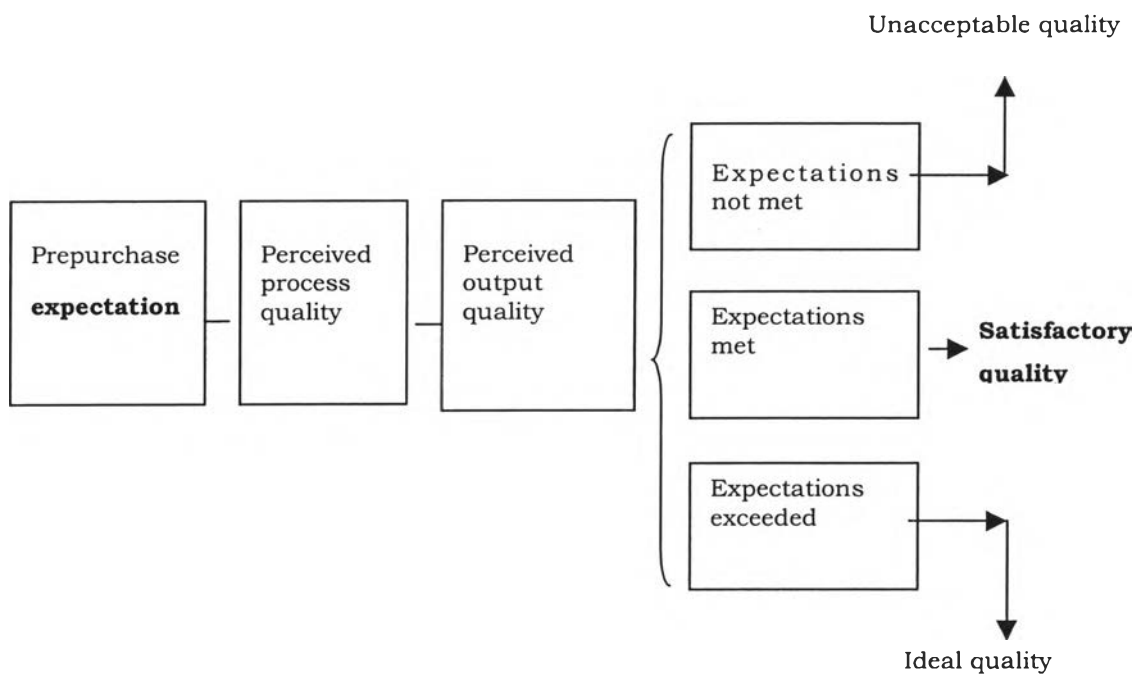 Unacceptable quality
Prepurchase
expectation
Perceived
process
quality
Perceived
output
quality
Expectations
not met
Expectations
met
Satisfactory
quality
Expectations
exceeded
Ideal quality